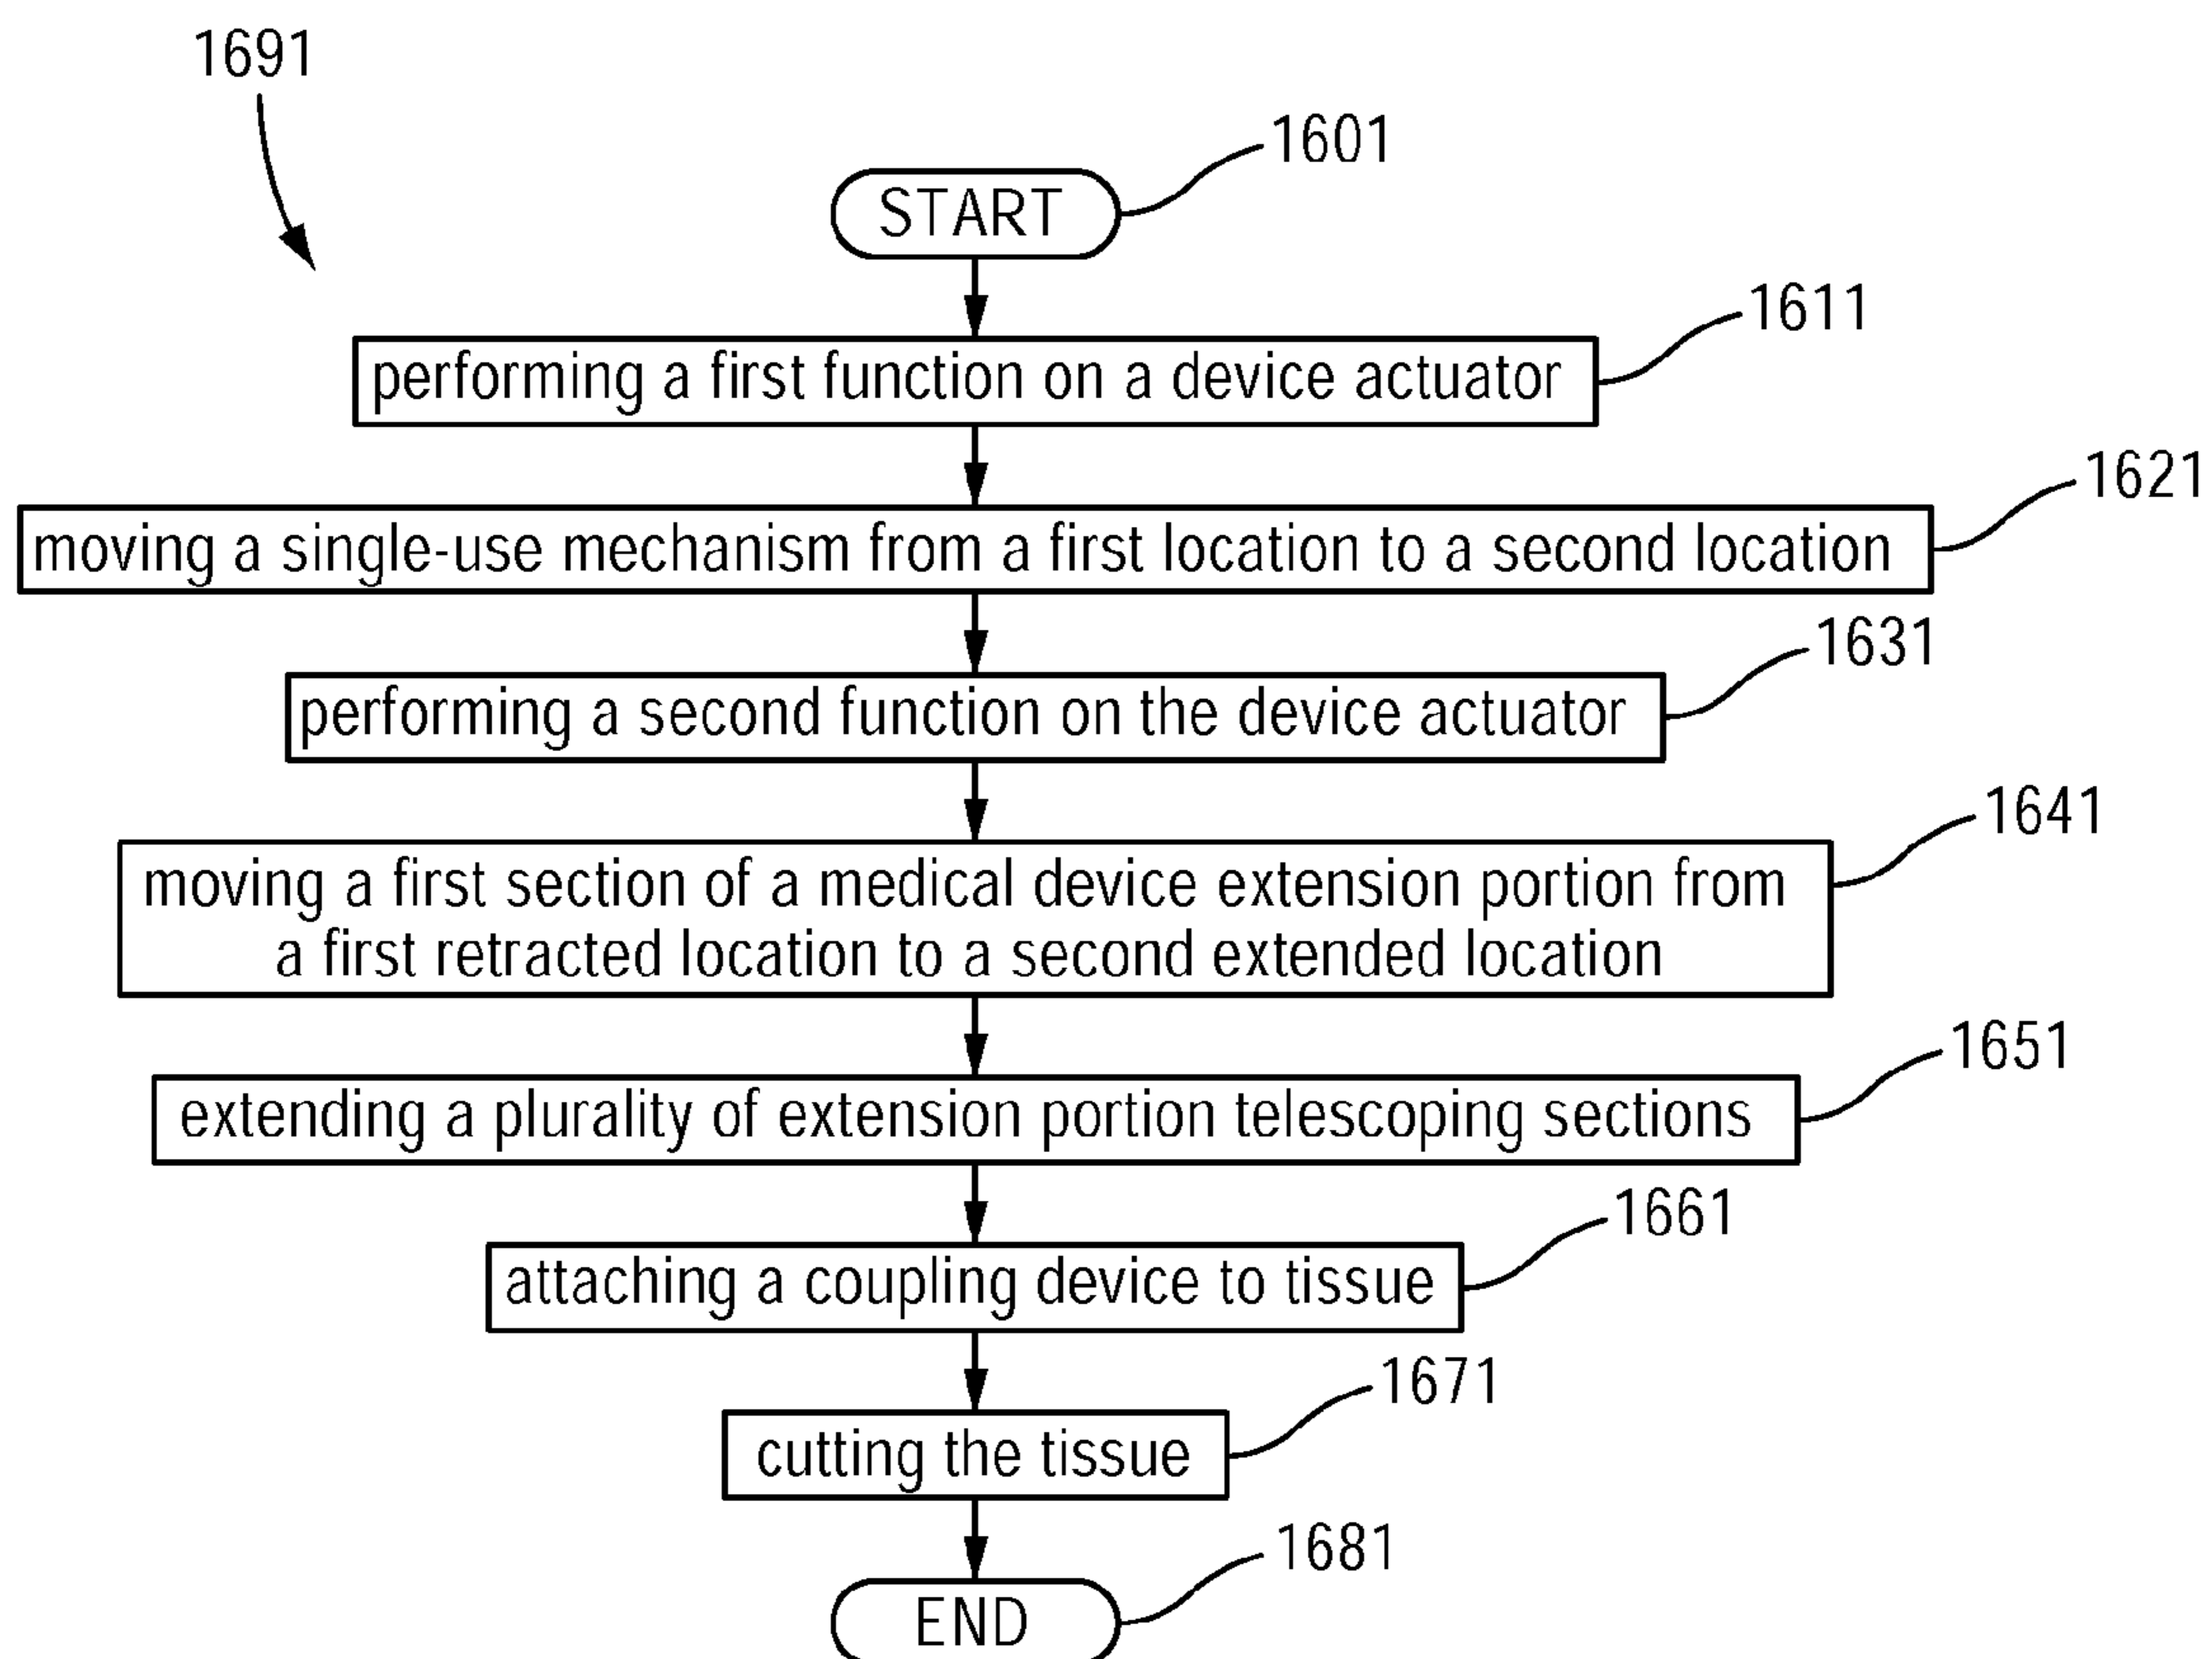 1691
1601
START
1611
performing a first function on a device actuator
1621
moving a single-use mechanism from a first location to a second location
1631
performing a second function on the device actuator
1641
moving a first section of a medical device extension portion from
a first retracted location to a second extended location
1651
extending a plurality of extension portion telescoping sections
1661
attaching a coupling device to tissue
1671
cutting the tissue
1681
END